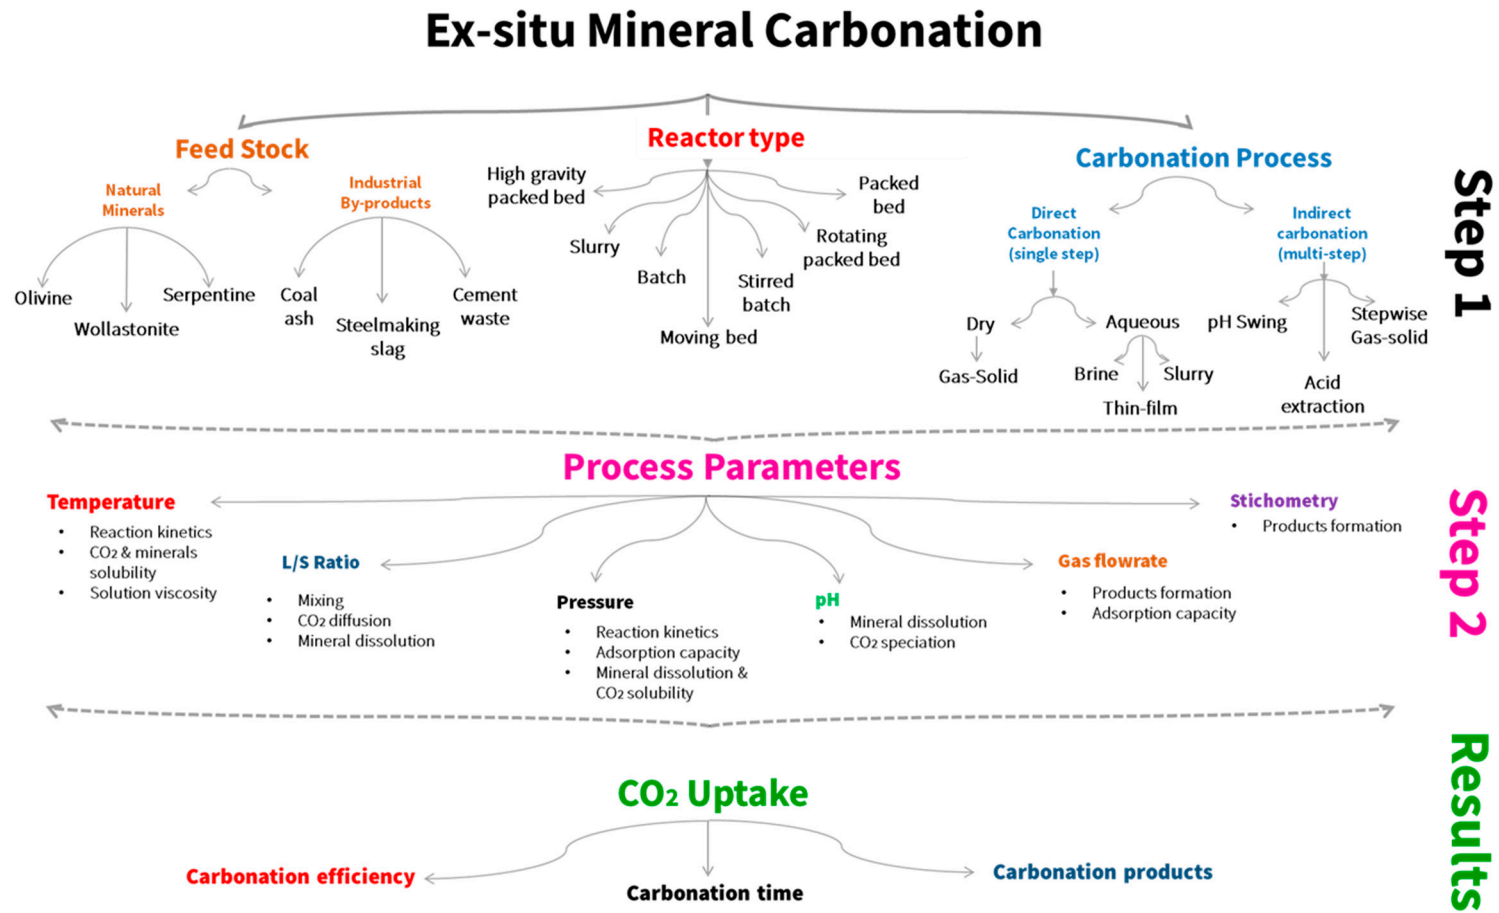 Ex-situ Mineral Carbonation
Step 1
Feed Stock
Natural
Minerals
Olivine
Wollastonite
Serpentine
Industrial
By-products
Coal
ash
Steelmaking
slag
Cement
waste
Reactor type
High gravity
packed bed
Slurry
Batch
Moving bed
Stirred
batch
Rotating
packed bed
Packed
bed
Carbonation Process
Direct
Carbonation
(single step)
Dry
Gas-Solid
Aqueous
Brine
Thin-film
Slurry
Indirect
carbonation
(multi-step)
pH Swing
Acid
extraction
Stepwise
Gas-solid
Step 2
Process Parameters
Temperature
• Reaction kinetics
• CO₂ & minerals
solubility
• Solution viscosity
L/S Ratio
• Mixing
• CO₂ diffusion
• Mineral dissolution
Pressure
• Reaction kinetics
• Adsorption capacity
• Mineral dissolution &
CO₂ solubility
pH
• Mineral dissolution
• CO₂ speciation
Gas flowrate
• Products formation
• Adsorption capacity
Stichometry
• Products formation
Results
CO₂ Uptake
Carbonation efficiency
Carbonation time
Carbonation products